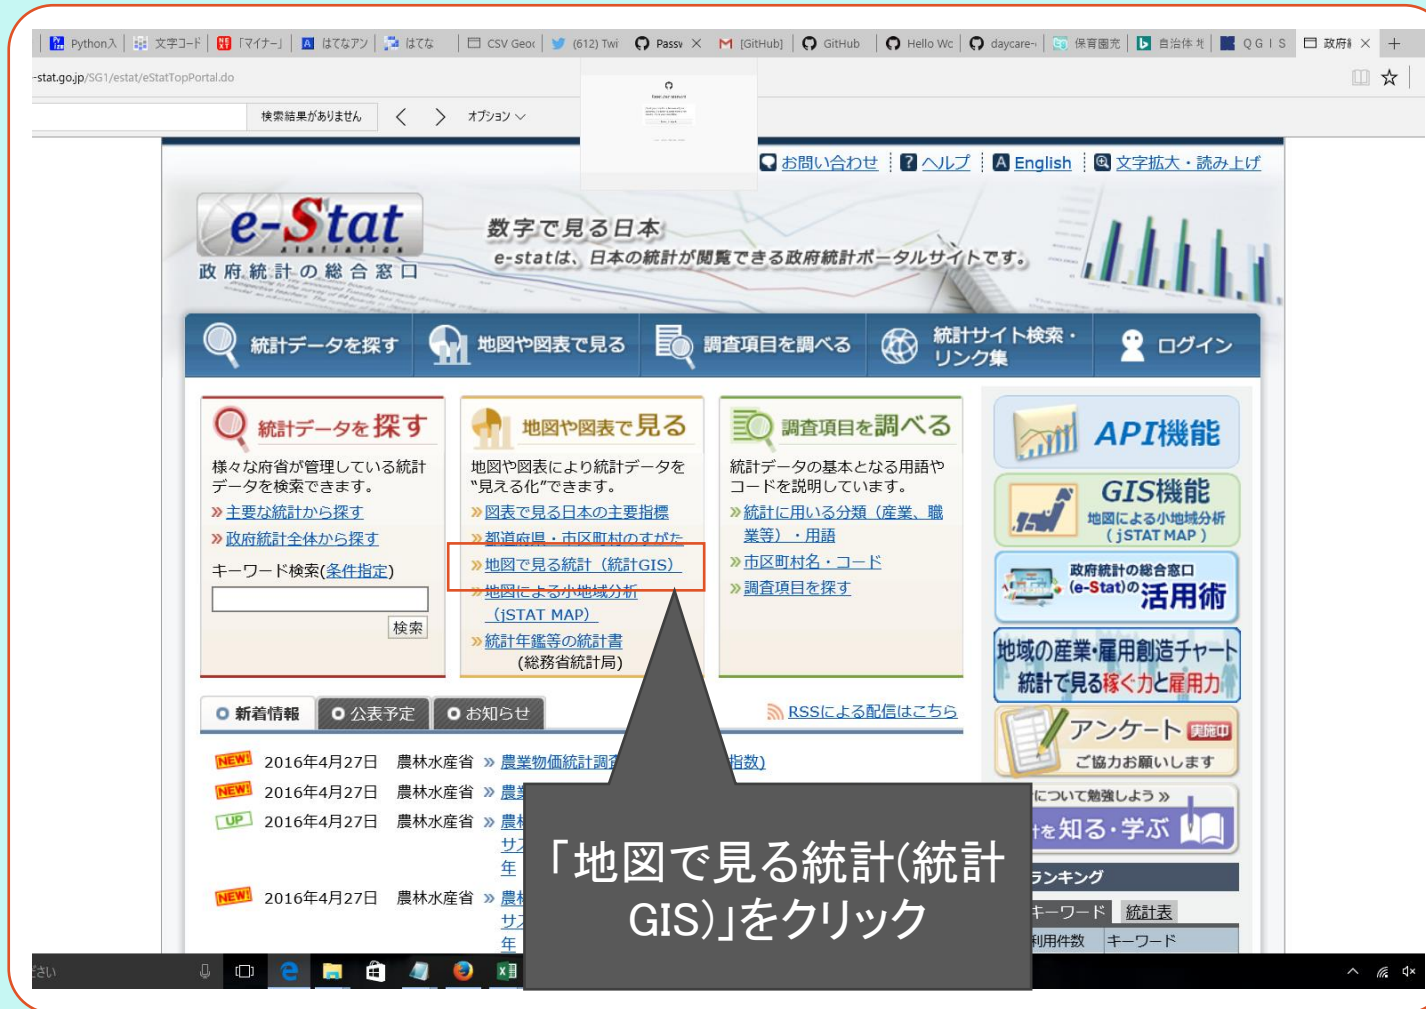 Python入 文字コード 「マイナー」 はてなアン はてな CSV Geoc (612) Twi Passw [GitHub] GitHub Hello Wc daycare- 保育園充 自治体 QGIS 政府
-stat.go.jp/SG1/estat/eStatTopPortal.do
検索結果がありません オプション
お問い合わせ ヘルプ English 文字拡大・読み上げ
e-Stat
statistics
政府統計の総合窓口
数字で見る日本
e-statは、日本の統計が閲覧できる政府統計ポータルサイトです。
統計データを探す 地図や図表で見る 調査項目を調べる 統計サイト検索・リンク集 ログイン
統計データを探す
様々な府省が管理している統計
データを検索できます。
»主要な統計から探す
»政府統計全体から探す
キーワード検索(条件指定)
検索
地図や図表で見る
地図や図表により統計データを
“見える化”できます。
»図表で見る日本の主要指標
»都道府県・市区町村のすがた
»地図で見る統計(統計GIS)
»地図による小地域分析
(jSTAT MAP)
»統計年鑑等の統計書
(総務省統計局)
調査項目を調べる
統計データの基本となる用語や
コードを説明しています。
»統計に用いる分類(産業、職
業等)・用語
»市区町村名・コード
»調査項目を探す
API機能
GIS機能
地図による小地域分析
(jSTAT MAP)
政府統計の総合窓口
(e-Stat)の活用術
地域の産業・雇用創造チャート
統計で見る稼ぐ力と雇用力
アンケート 実施中
ご協力お願いします
について勉強しよう»
を知る・学ぶ
ランキング
キーワード 統計表
利用件数 キーワード
新着情報 公表予定 お知らせ
RSSによる配信はこちら
NEW! 2016年4月27日 農林水産省 » 農業物価統計調 指数)
NEW! 2016年4月27日 農林水産省 » 農業
UP 2016年4月27日 農林水産省 » 農林
サ
年
NEW! 2016年4月27日 農林水産省 » 農林
サ
年
「地図で見る統計(統計
GIS)」をクリック
ださい